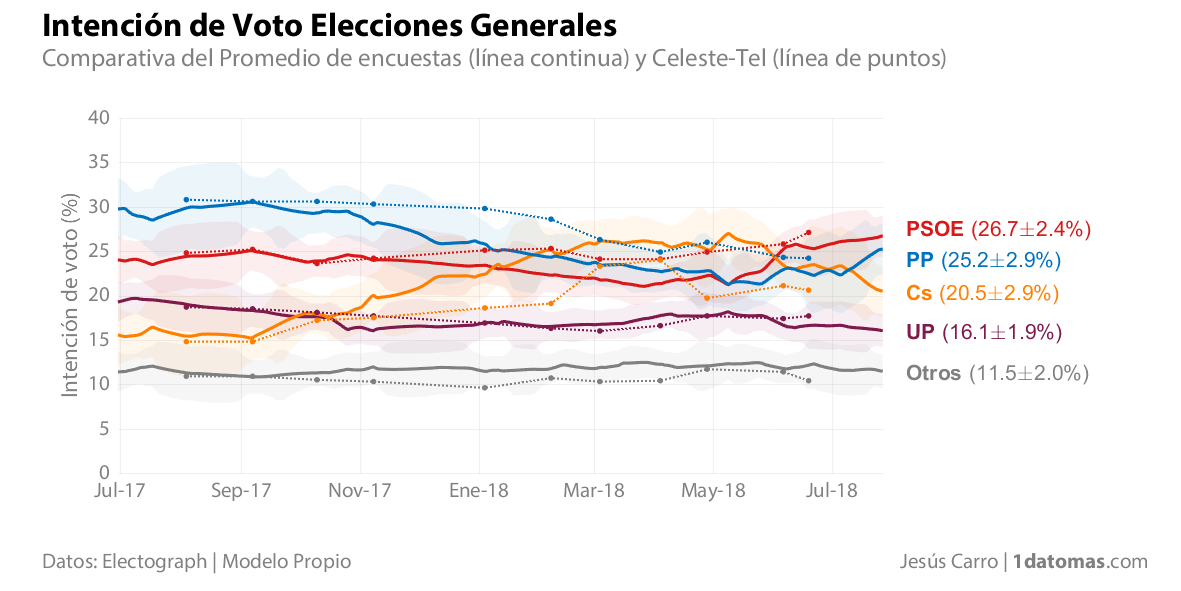 Intención de Voto Elecciones Generales
Comparativa del Promedio de encuestas (línea continua) y Celeste-Tel (línea de puntos)
Intención de voto (%)
40
35
30
25
20
15
10
5
0
Jul-17 Sep-17 Nov-17 Ene-18 Mar-18 May-18 Jul-18
PSOE (26.7±2.4%)
PP (25.2±2.9%)
Cs (20.5±2.9%)
UP (16.1±1.9%)
Otros (11.5±2.0%)
Datos: Electograph | Modelo Propio
Jesús Carro | 1datomas.com